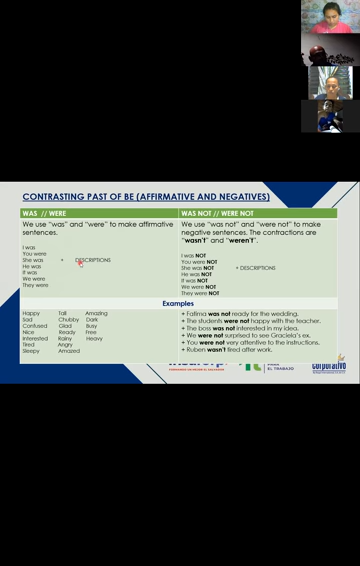 CONTRASTING PAST OF BE (AFFIRMATIVE AND NEGATIVES)
WAS // WERE
We use "was" and "were" to make affirmative
sentences.
I was
You were
She was + DESCRIPTIONS
He was
It was
We were
They were
WAS NOT // WERE NOT
We use "was not" and "were not" to make
negative sentences. The contractions are
"wasn't" and "weren't".
I was NOT
You were NOT
She was NOT + DESCRIPTIONS
He was NOT
It was NOT
We were NOT
They were NOT
Examples
Happy Tall Amazing
Sad Chubby Dark
Confused Glad Busy
Nice Ready Free
Interested Rainy Heavy
Tired Angry
Sleepy Amazed
+ Fatima was not ready for the wedding.
+ The students were not happy with the teacher.
+ The boss was not interested in my idea.
+ We were not surprised to see Graciela's ex.
+ You were not very attentive to the instructions.
+ Ruben wasn't tired after work.
EL TRABAJO
corporativo